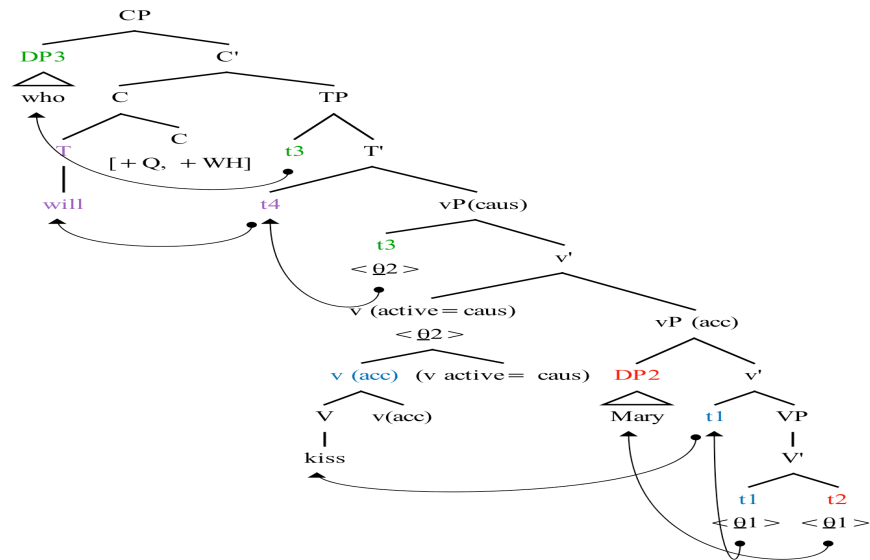 CP
DP3 C'
who C TP
T C t3 T'
[+Q, +WH]
will t4 vP(caus)
t3 v'
<θ2>
v (active= caus) vP (acc)
<θ2>
v (acc) (v active= caus) DP2 v'
V v(acc) Mary t1 VP
kiss V'
t1 t2
<θ1> <θ1>